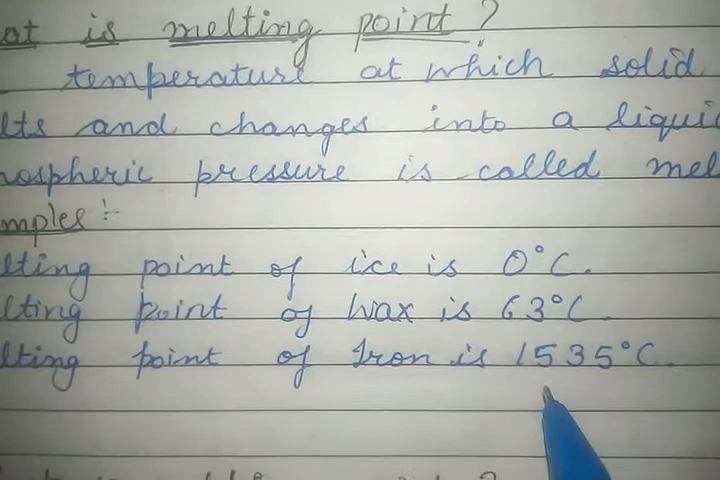 at is melting point?
temperature at which solid
lts and changes into a liqui
ospheric pressure is called mel
mples :-
lting point of ice is 0°C.
lting point of wax is 63°C.
lting point of Iron is 1535°C.